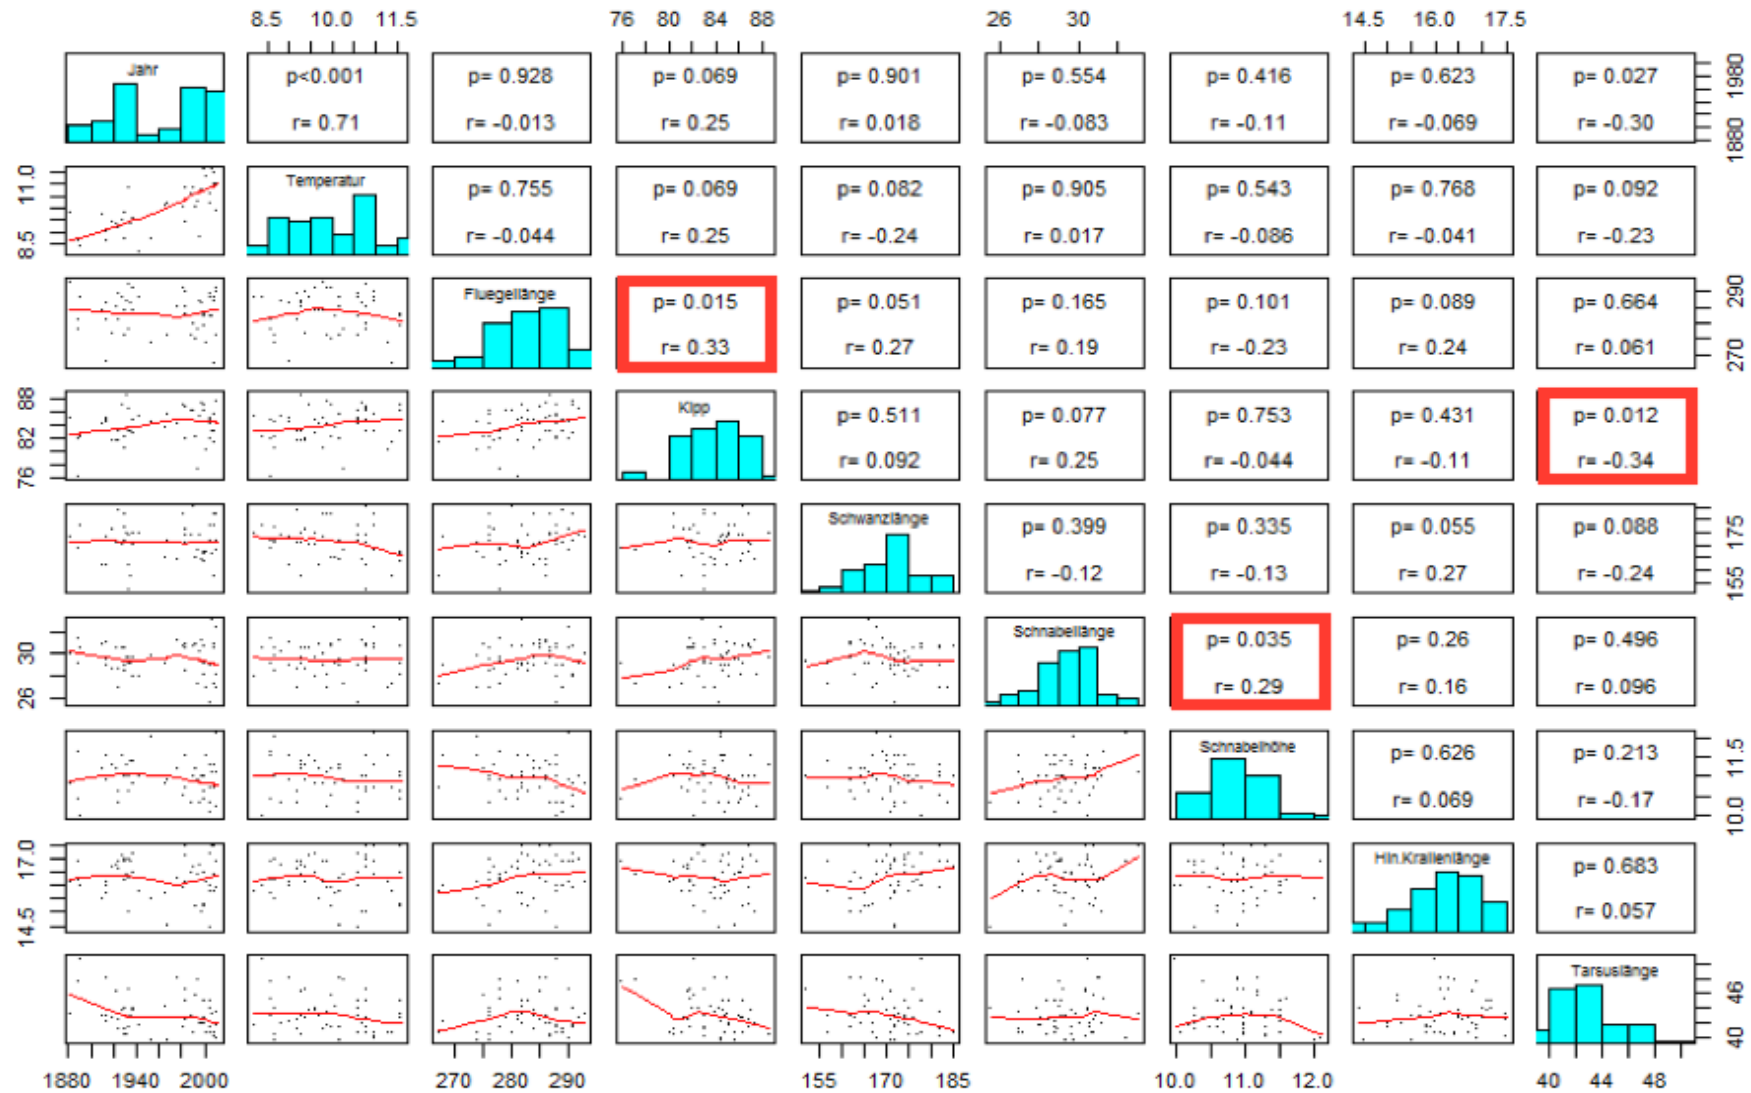 8.5 10.0 11.5 76 80 84 88 26 30 14.5 16.0 17.5
Jahr p<0.001 p= 0.928 p= 0.069 p= 0.901 p= 0.554 p= 0.416 p= 0.623 p= 0.027
r= 0.71 r= -0.013 r= 0.25 r= 0.018 r= -0.083 r= -0.11 r= -0.069 r= -0.30
1880 1980
11.0 Temperatur p= 0.755 p= 0.069 p= 0.082 p= 0.905 p= 0.543 p= 0.768 p= 0.092
8.5 r= -0.044 r= 0.25 r= -0.24 r= 0.017 r= -0.086 r= -0.041 r= -0.23
Fluegellänge p= 0.015 p= 0.051 p= 0.165 p= 0.101 p= 0.089 p= 0.664 290
r= 0.33 r= 0.27 r= 0.19 r= -0.23 r= 0.24 r= 0.061 270
88 Kipp p= 0.511 p= 0.077 p= 0.753 p= 0.431 p= 0.012
82
76 r= 0.092 r= 0.25 r= -0.044 r= -0.11 r= -0.34
Schwanzlänge p= 0.399 p= 0.335 p= 0.055 p= 0.088 175
r= -0.12 r= -0.13 r= 0.27 r= -0.24 155
30 Schnabellänge p= 0.035 p= 0.26 p= 0.496
26 r= 0.29 r= 0.16 r= 0.096
Schnabelhöhe p= 0.626 p= 0.213 11.5
r= 0.069 r= -0.17 10.0
17.0 Hin.Krallenlänge p= 0.683
14.5 r= 0.057
Tarsuslänge 46
40
1880 1940 2000 270 280 290 155 170 185 10.0 11.0 12.0 40 44 48